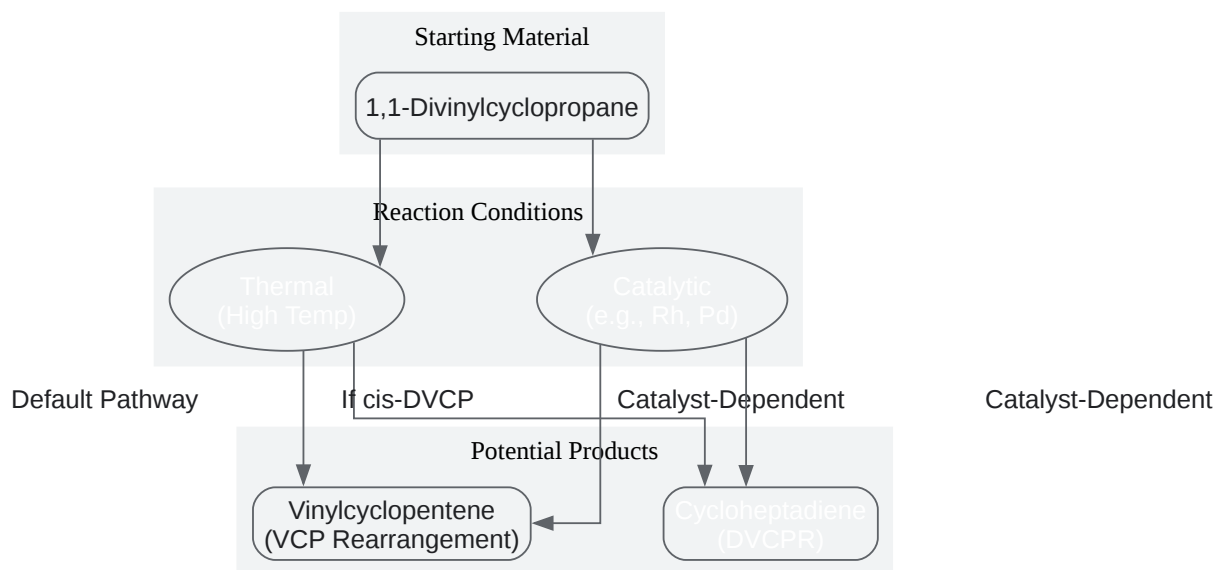 Starting Material
1,1-Divinylcyclopropane
Reaction Conditions
Thermal
(High Temp)
Catalytic
(e.g., Rh, Pd)
Default Pathway
If cis-DVCP
Catalyst-Dependent
Catalyst-Dependent
Potential Products
Vinylcyclopentene
(VCP Rearrangement)
Cycloheptadiene
(DVCPR)